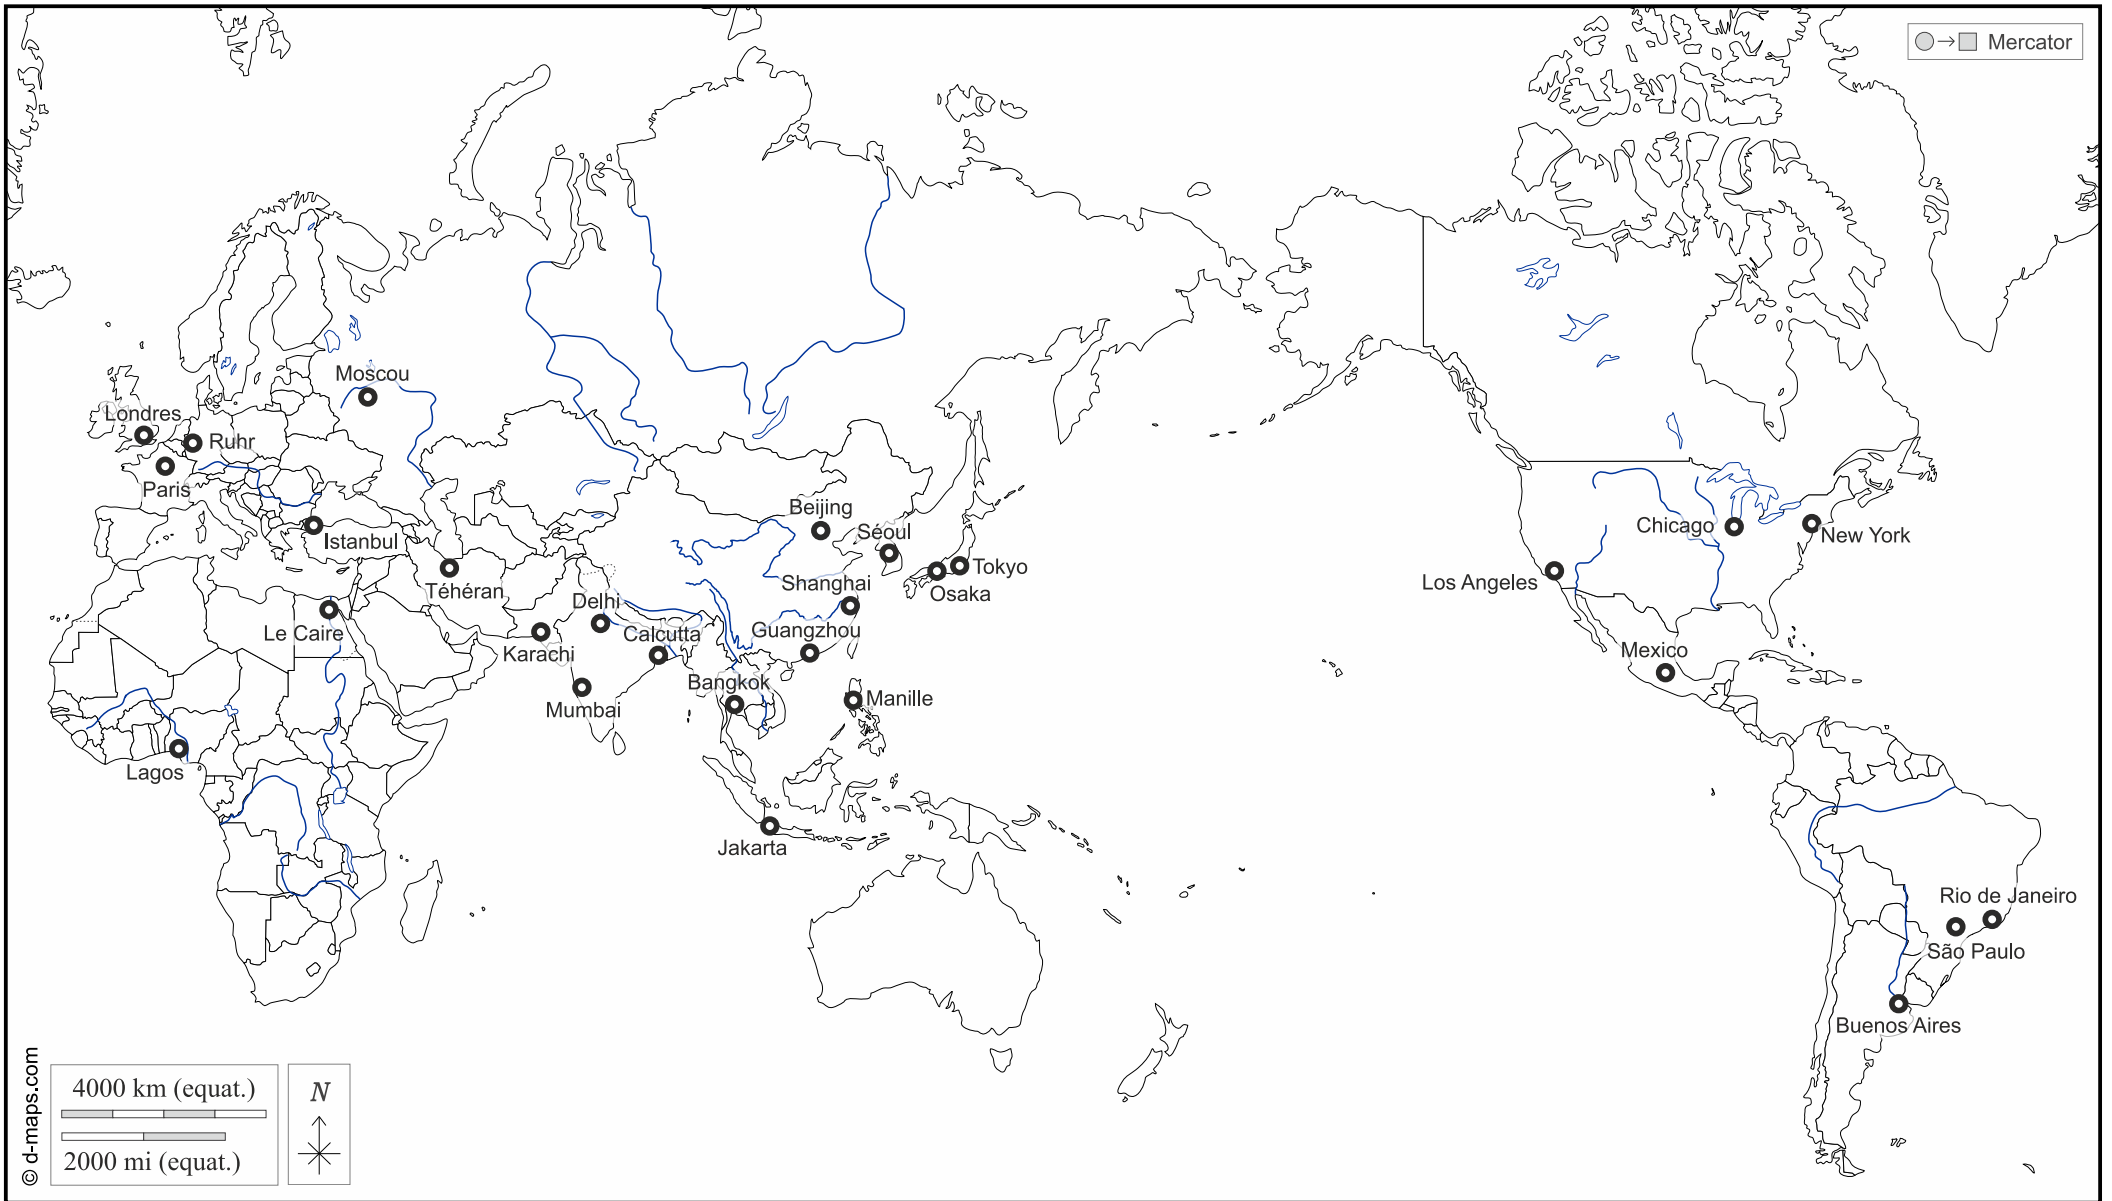 Mercator
Moscou
Londres
Ruhr
Paris
Istanbul
Beijing
Séoul
Tokyo
Osaka
Téhéran
Shanghai
Delhi
Le Caire
Calcutta
Guangzhou
Karachi
Bangkok
Mumbai
Manille
Lagos
Jakarta
Chicago
New York
Los Angeles
Mexico
Rio de Janeiro
São Paulo
Buenos Aires
4000 km (equat.)
2000 mi (equat.)
N
© d-maps.com